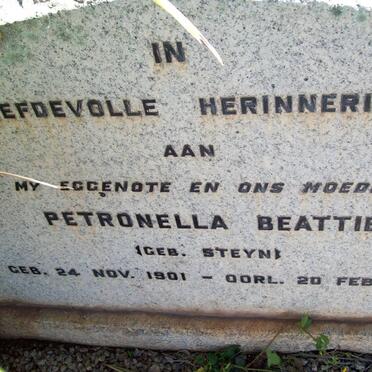 IN
EFDEVOLLE HERINNERI
AAN
MY EGGENOTE EN ONS MOED
PETRONELLA BEATTIE
(GEB. STEYN)
GEB. 24 NOV. 1901 - OORL. 20 FEB